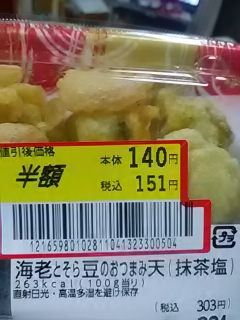 値引後価格
半額 本体 140円
税込 151円
1216598010281104132330050​4
海老とそら豆のおつまみ天(抹茶塩)
263kcal(100g当り)
直射日光・高温多湿を避け保存
税込 303円